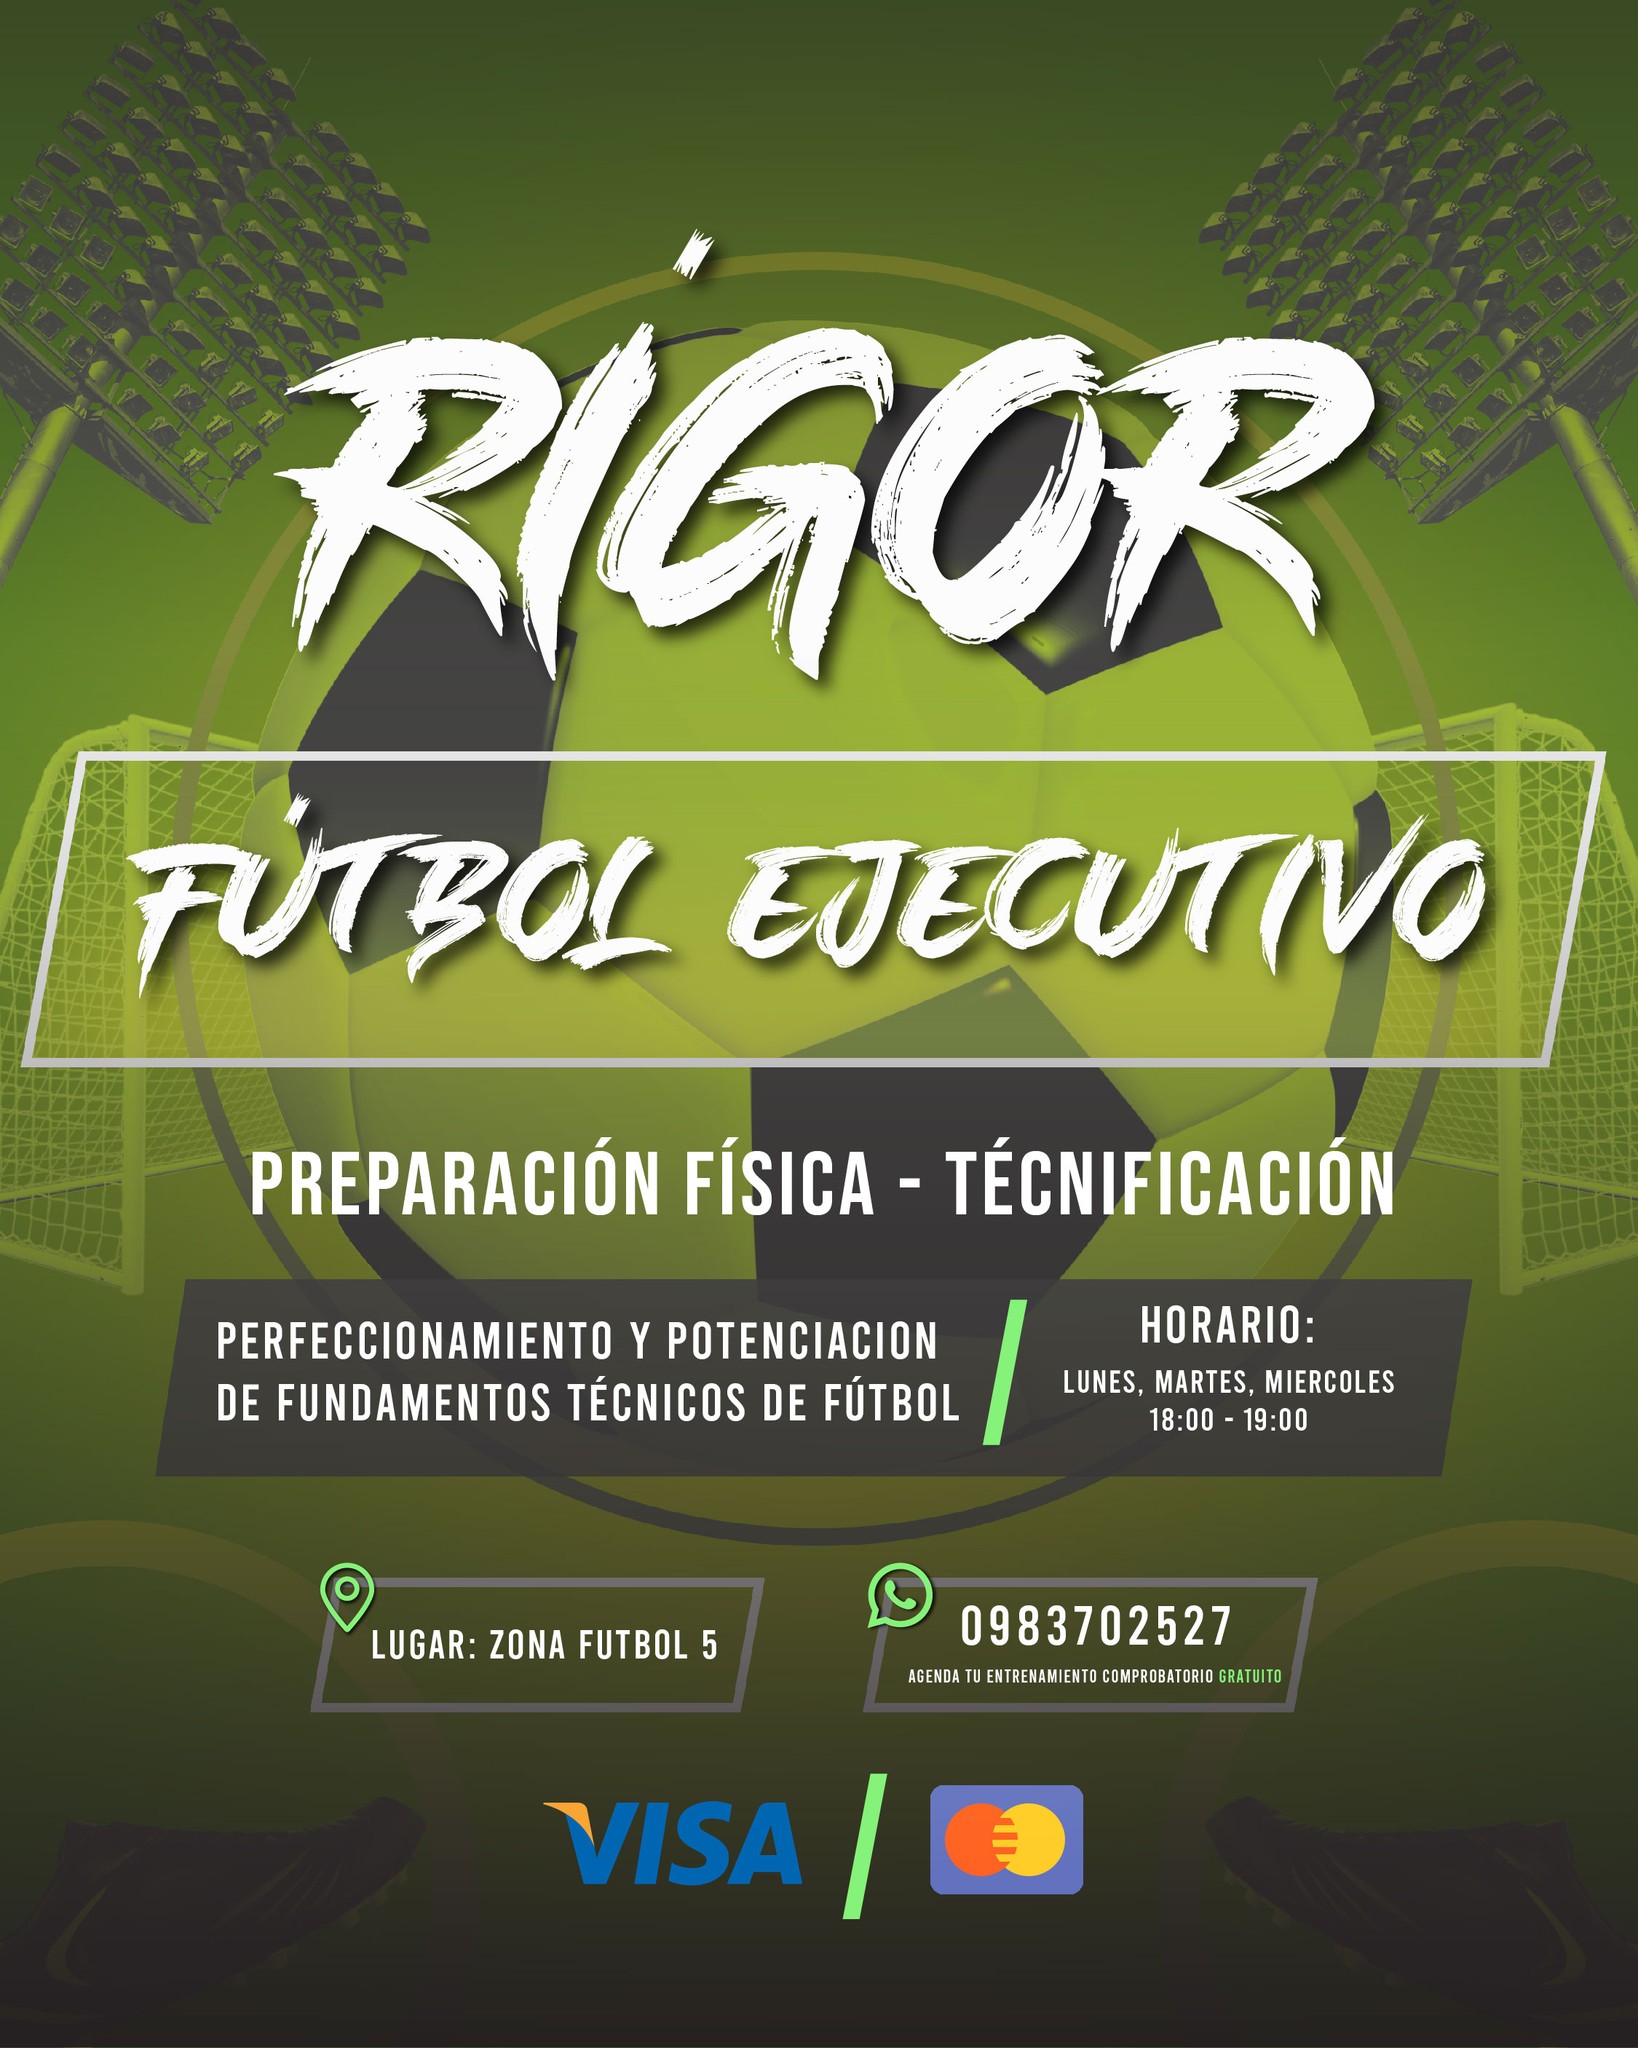 RÍGOR
FÚTBOL EJECUTIVO
PREPARACIÓN FÍSICA - TÉCNIFICACIÓN
PERFECCIONAMIENTO Y POTENCIACION
DE FUNDAMENTOS TÉCNICOS DE FÚTBOL
HORARIO:
LUNES, MARTES, MIERCOLES
18:00 - 19:00
LUGAR: ZONA FUTBOL 5
0983702527
AGENDA TU ENTRENAMIENTO COMPROBATORIO GRATUITO
VISA